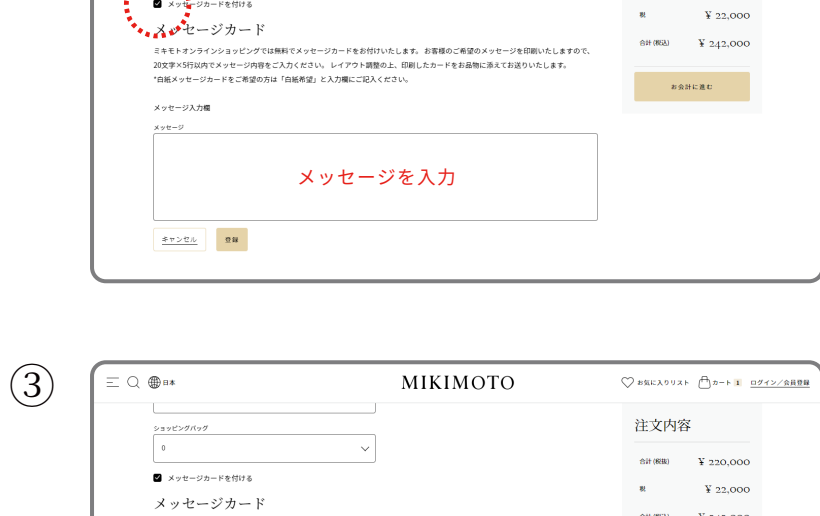 メッセージカードを付ける
メッセージカード
ミキモトオンラインショッピングでは無料でメッセージカードをお付けいたします。お客様のご希望のメッセージを印刷いたしますので、
20文字×5行以内でメッセージ内容をご入力ください。レイアウト調整の上、印刷したカードをお品物に添えてお送りいたします。
*白紙メッセージカードをご希望の方は「白紙希望」と入力欄にご記入ください。
メッセージ入力欄
メッセージ
メッセージを入力
キャンセル 登録
税 ¥ 22,000
合計 (税込) ¥ 242,000
お会計に進む
③
日本 MIKIMOTO お気に入りリスト カート 1 ログイン／会員登録
ショッピングバッグ
0
メッセージカードを付ける
メッセージカード
注文内容
合計 (税抜) ¥ 220,000
税 ¥ 22,000
合計 (税込) ¥ 242,000